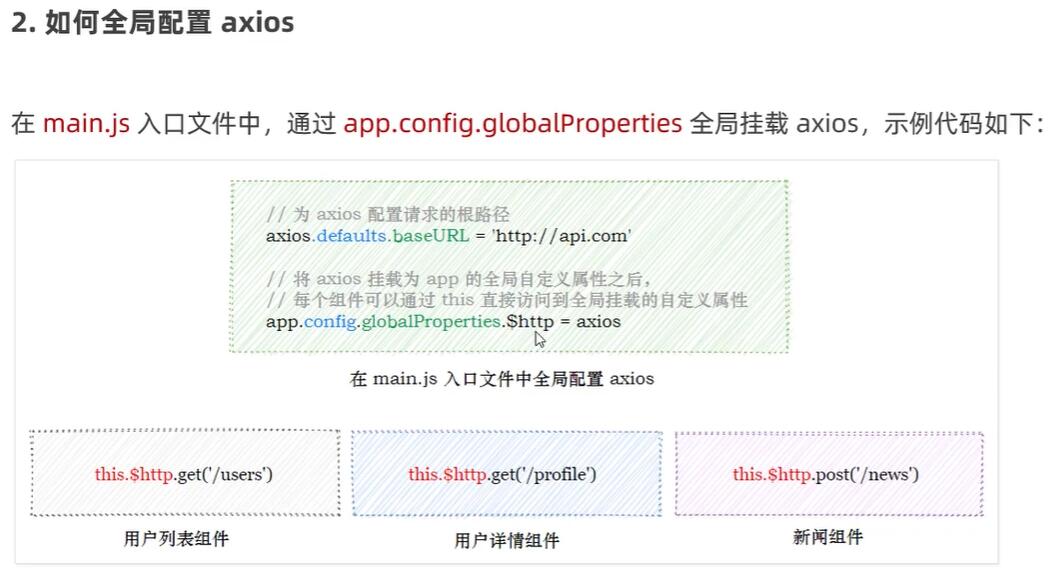 2. 如何全局配置 axios
在 main.js 入口文件中，通过 app.config.globalProperties 全局挂载 axios，示例代码如下：
// 为 axios 配置请求的根路径
axios.defaults.baseURL = 'http://api.com'
// 将 axios 挂载为 app 的全局自定义属性之后，
// 每个组件可以通过 this 直接访问到全局挂载的自定义属性
app.config.globalProperties.$http = axios
在 main.js 入口文件中全局配置 axios
this.$http.get('/users')
this.$http.get('/profile')
this.$http.post('/news')
用户列表组件
用户详情组件
新闻组件